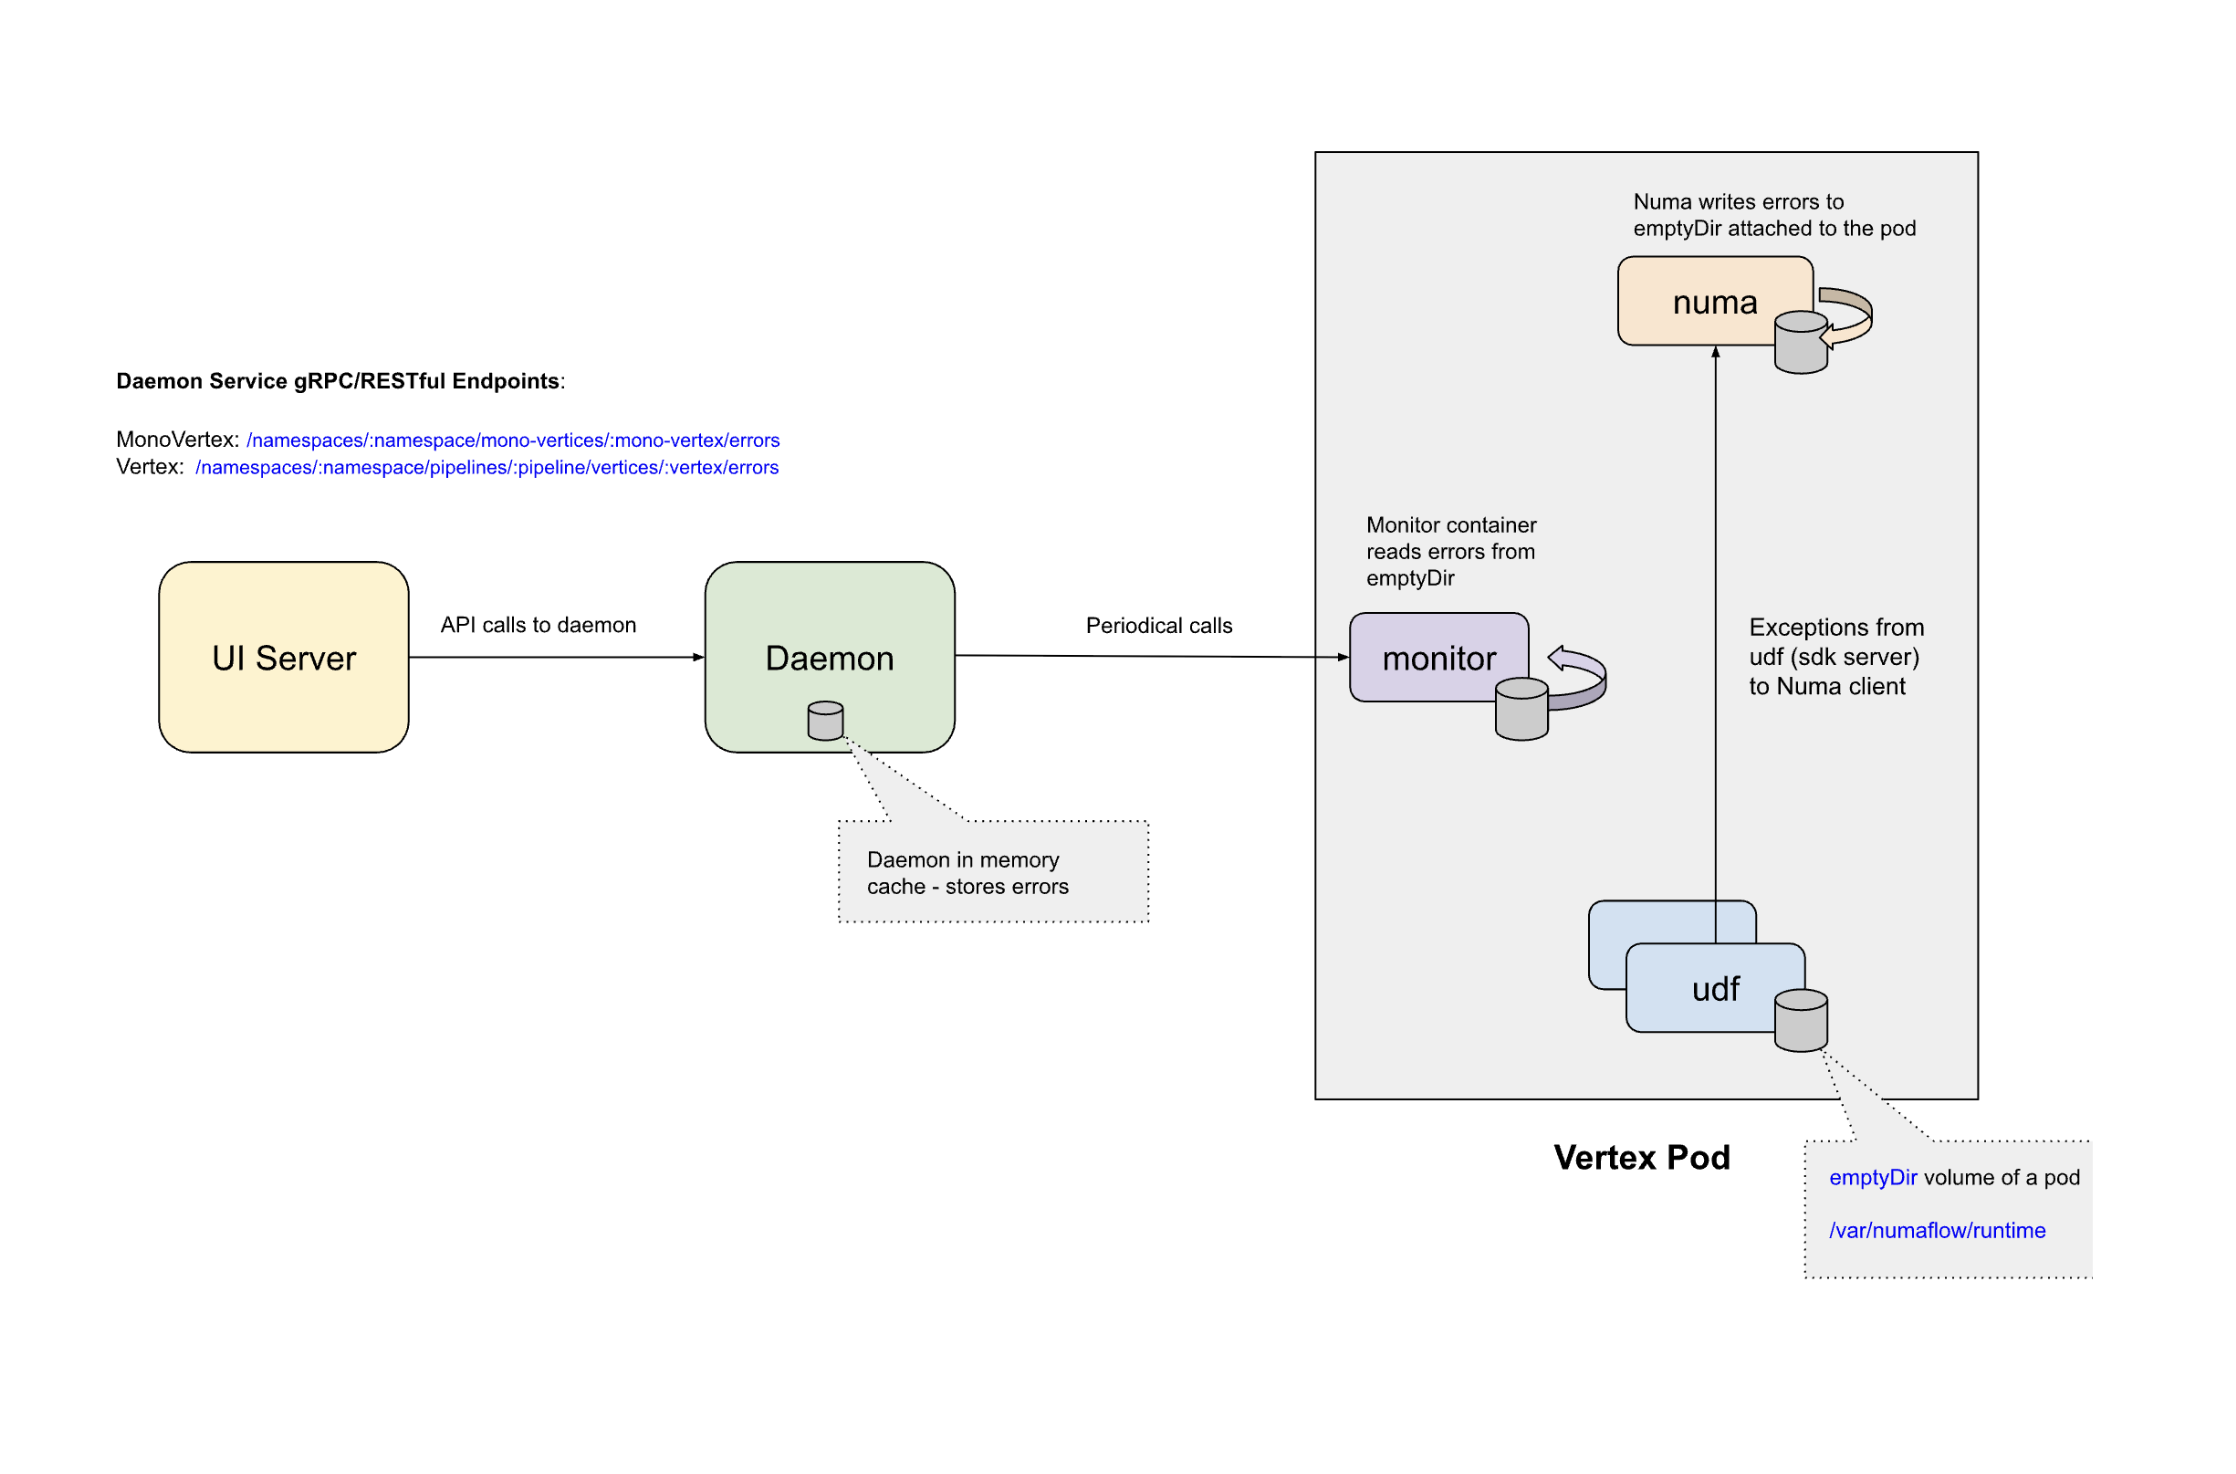 Numa writes errors to
emptyDir attached to the pod
numa
Daemon Service gRPC/RESTful Endpoints:
MonoVertex: /namespaces/:namespace/mono-vertices/:mono-vertex/errors
Vertex: /namespaces/:namespace/pipelines/:pipeline/vertices/:vertex/errors
Monitor container
reads errors from
emptyDir
UI Server
API calls to daemon
Daemon
Periodical calls
monitor
Exceptions from
udf (sdk server)
to Numa client
Daemon in memory
cache - stores errors
udf
Vertex Pod
emptyDir volume of a pod
/var/numaflow/runtime